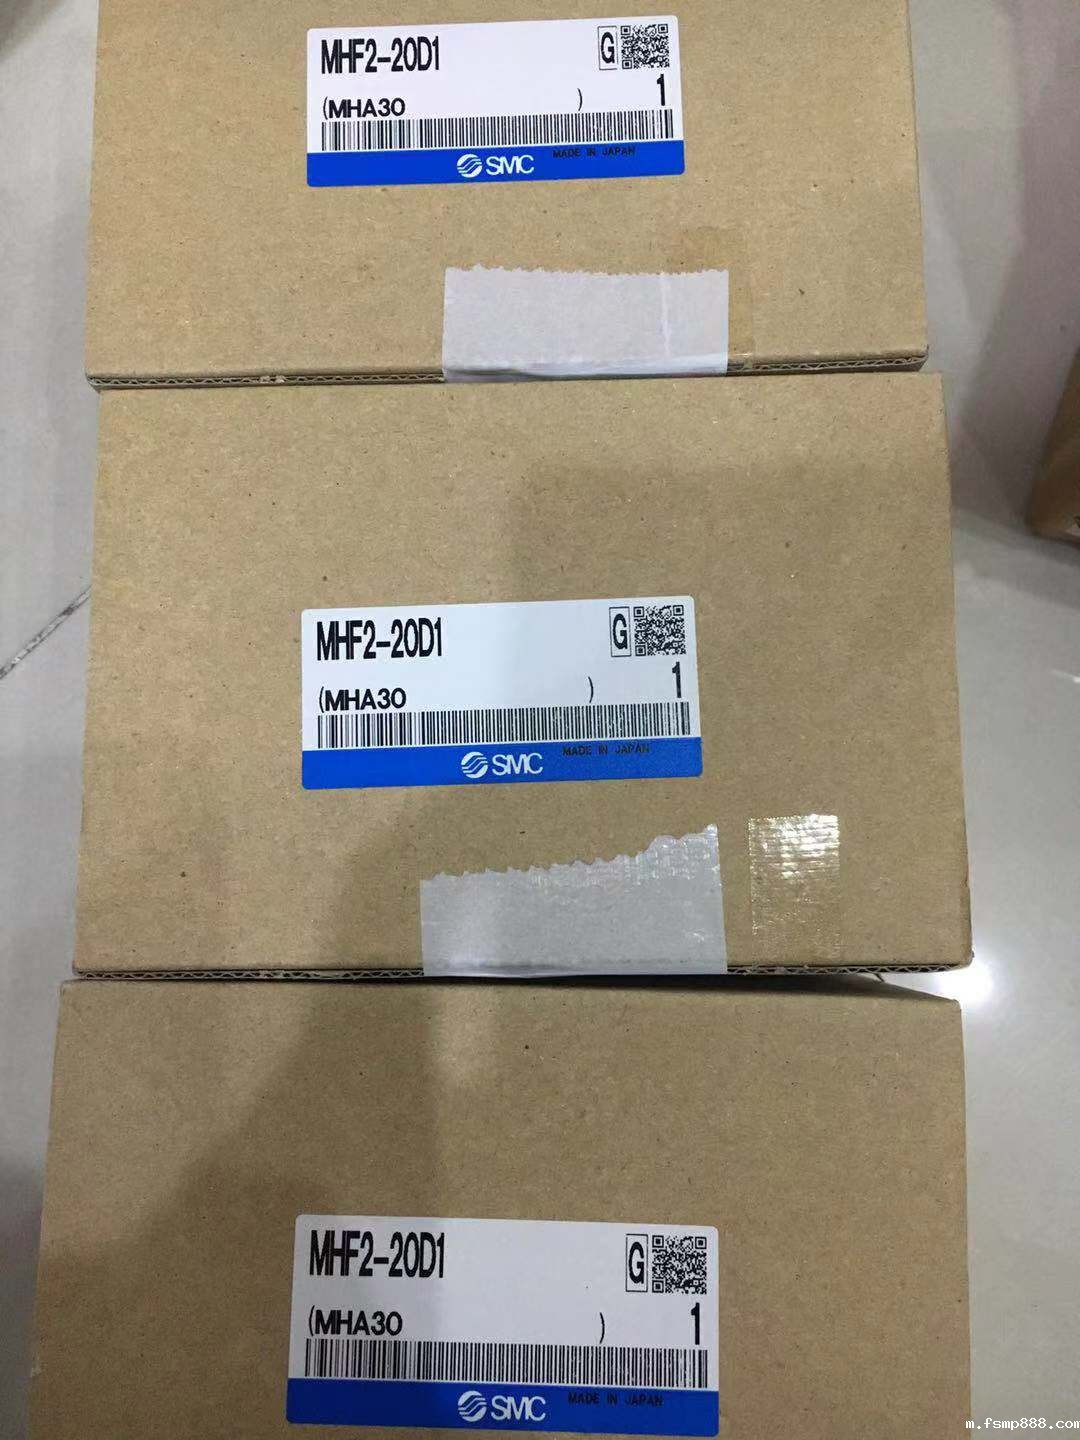 MHF2-20D1
G
(MHA30 )
1
MADE IN JAPAN
SMC
MHF2-20D1
G
(MHA30 )
1
MADE IN JAPAN
SMC
MHF2-20D1
G
(MHA30 )
1
MADE IN JAPAN
SMC
m.fsmp888.com